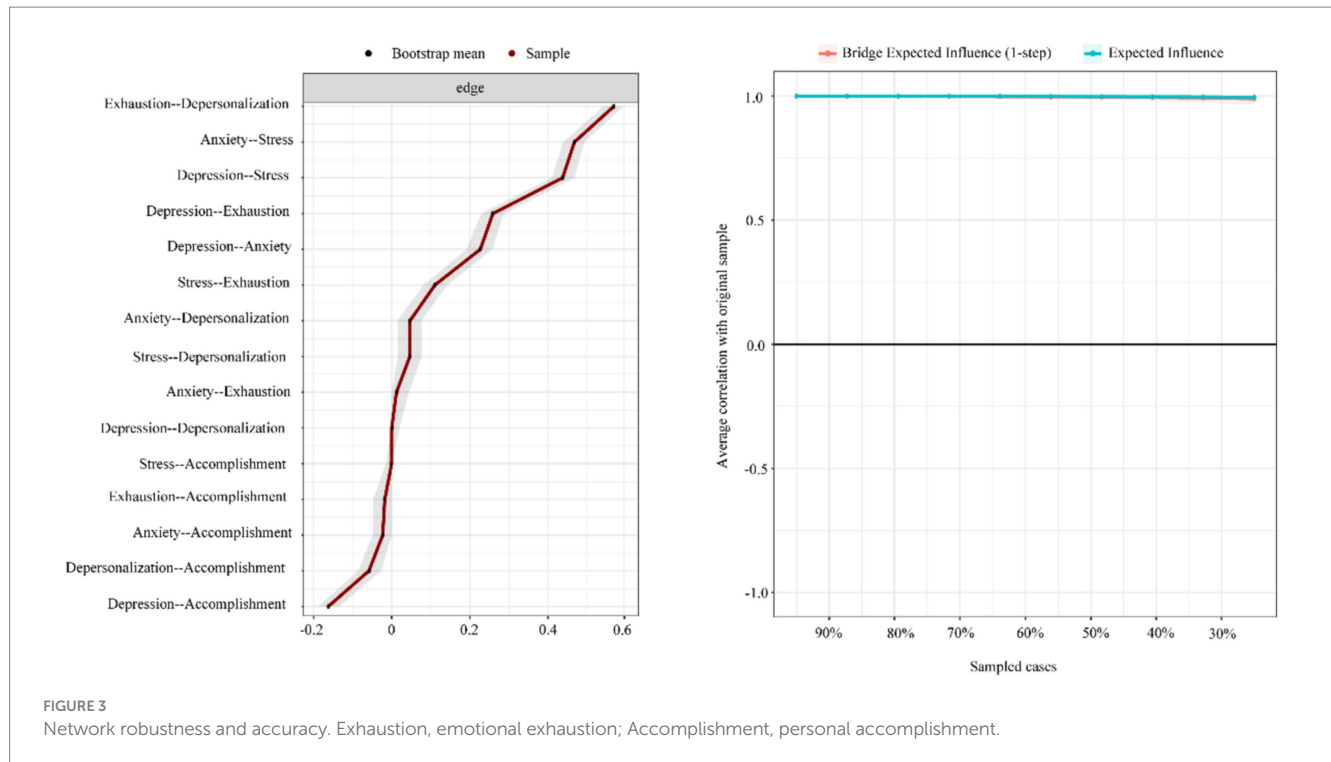 Bootstrap mean Sample
edge
Exhaustion--Depersonalization
Anxiety--Stress
Depression--Stress
Depression--Exhaustion
Depression--Anxiety
Stress--Exhaustion
Anxiety--Depersonalization
Stress--Depersonalization
Anxiety--Exhaustion
Depression--Depersonalization
Stress--Accomplishment
Exhaustion--Accomplishment
Anxiety--Accomplishment
Depersonalization--Accomplishment
Depression--Accomplishment
-0.2 0 0.2 0.4 0.6
Bridge Expected Influence (1-step) Expected Influence
Average correlation with original sample
1.0
0.5
0.0
-0.5
-1.0
90% 80% 70% 60% 50% 40% 30%
Sampled cases
FIGURE 3
Network robustness and accuracy. Exhaustion, emotional exhaustion; Accomplishment, personal accomplishment.